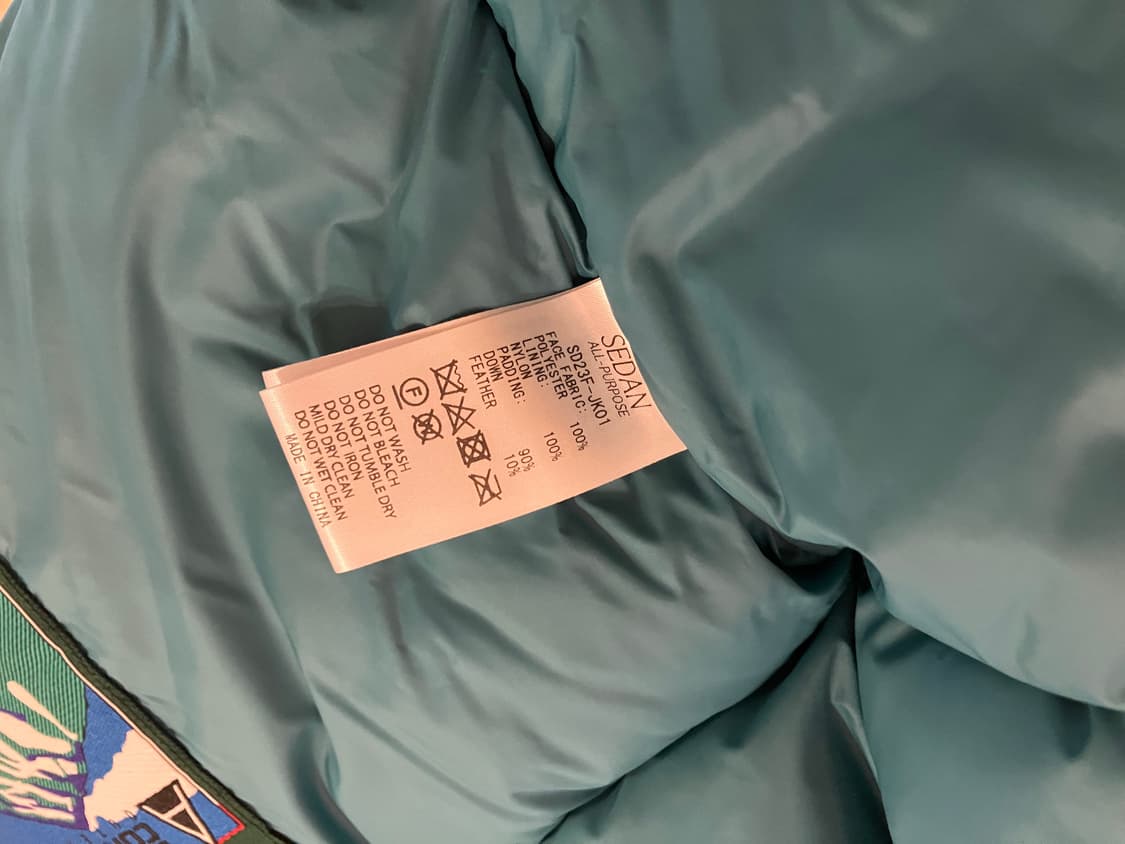 SEDAN
ALL-PURPOSE
SD23F-JK01
FACE FABRIC:
POLYESTER 100%
LINING:
NYLON 100%
PADDING:
DOWN 90%
FEATHER 10%
F
DO NOT WASH
DO NOT BLEACH
DO NOT TUMBLE DRY
DO NOT IRON
MILD DRY CLEAN
DO NOT WET CLEAN
MADE IN CHINA